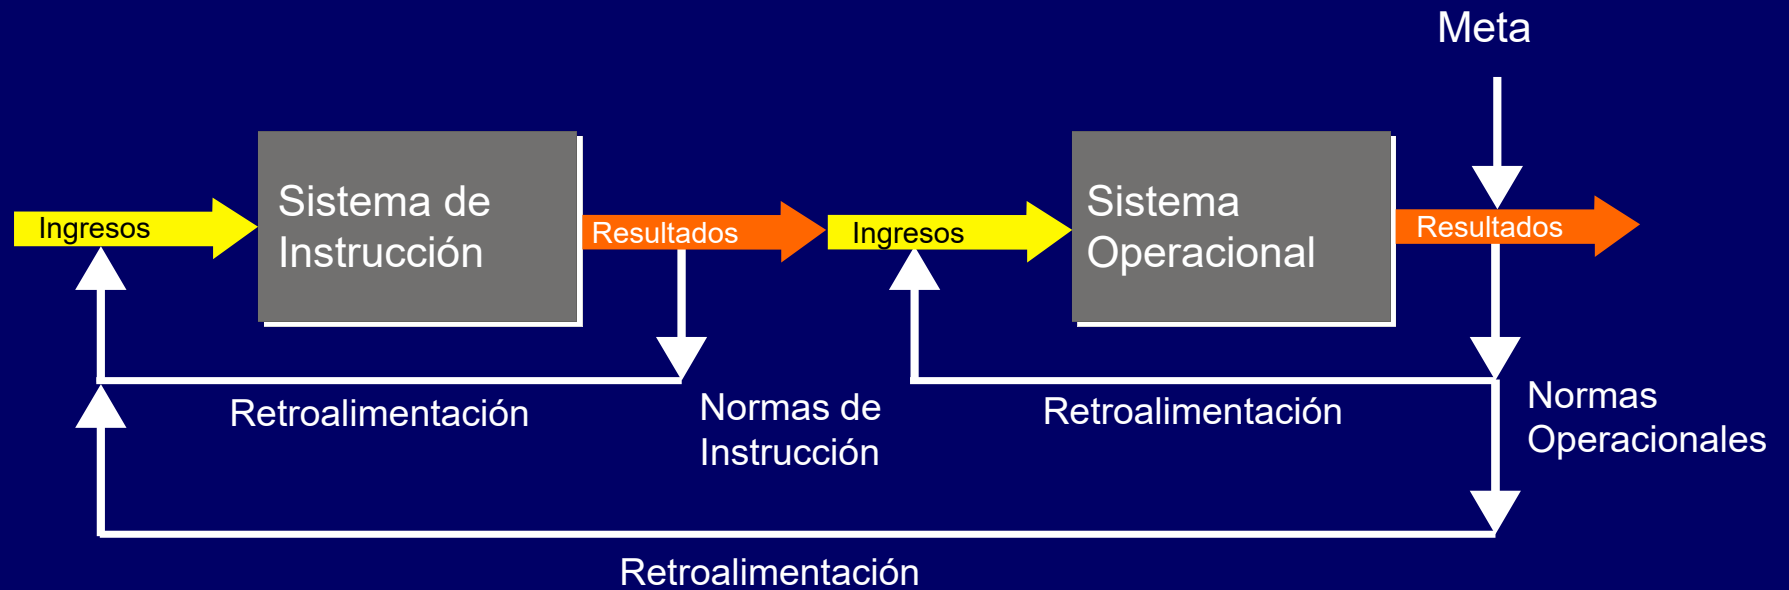 Meta
Ingresos
Sistema de
Instrucción
Resultados
Ingresos
Sistema
Operacional
Resultados
Retroalimentación
Normas de
Instrucción
Retroalimentación
Normas
Operacionales
Retroalimentación